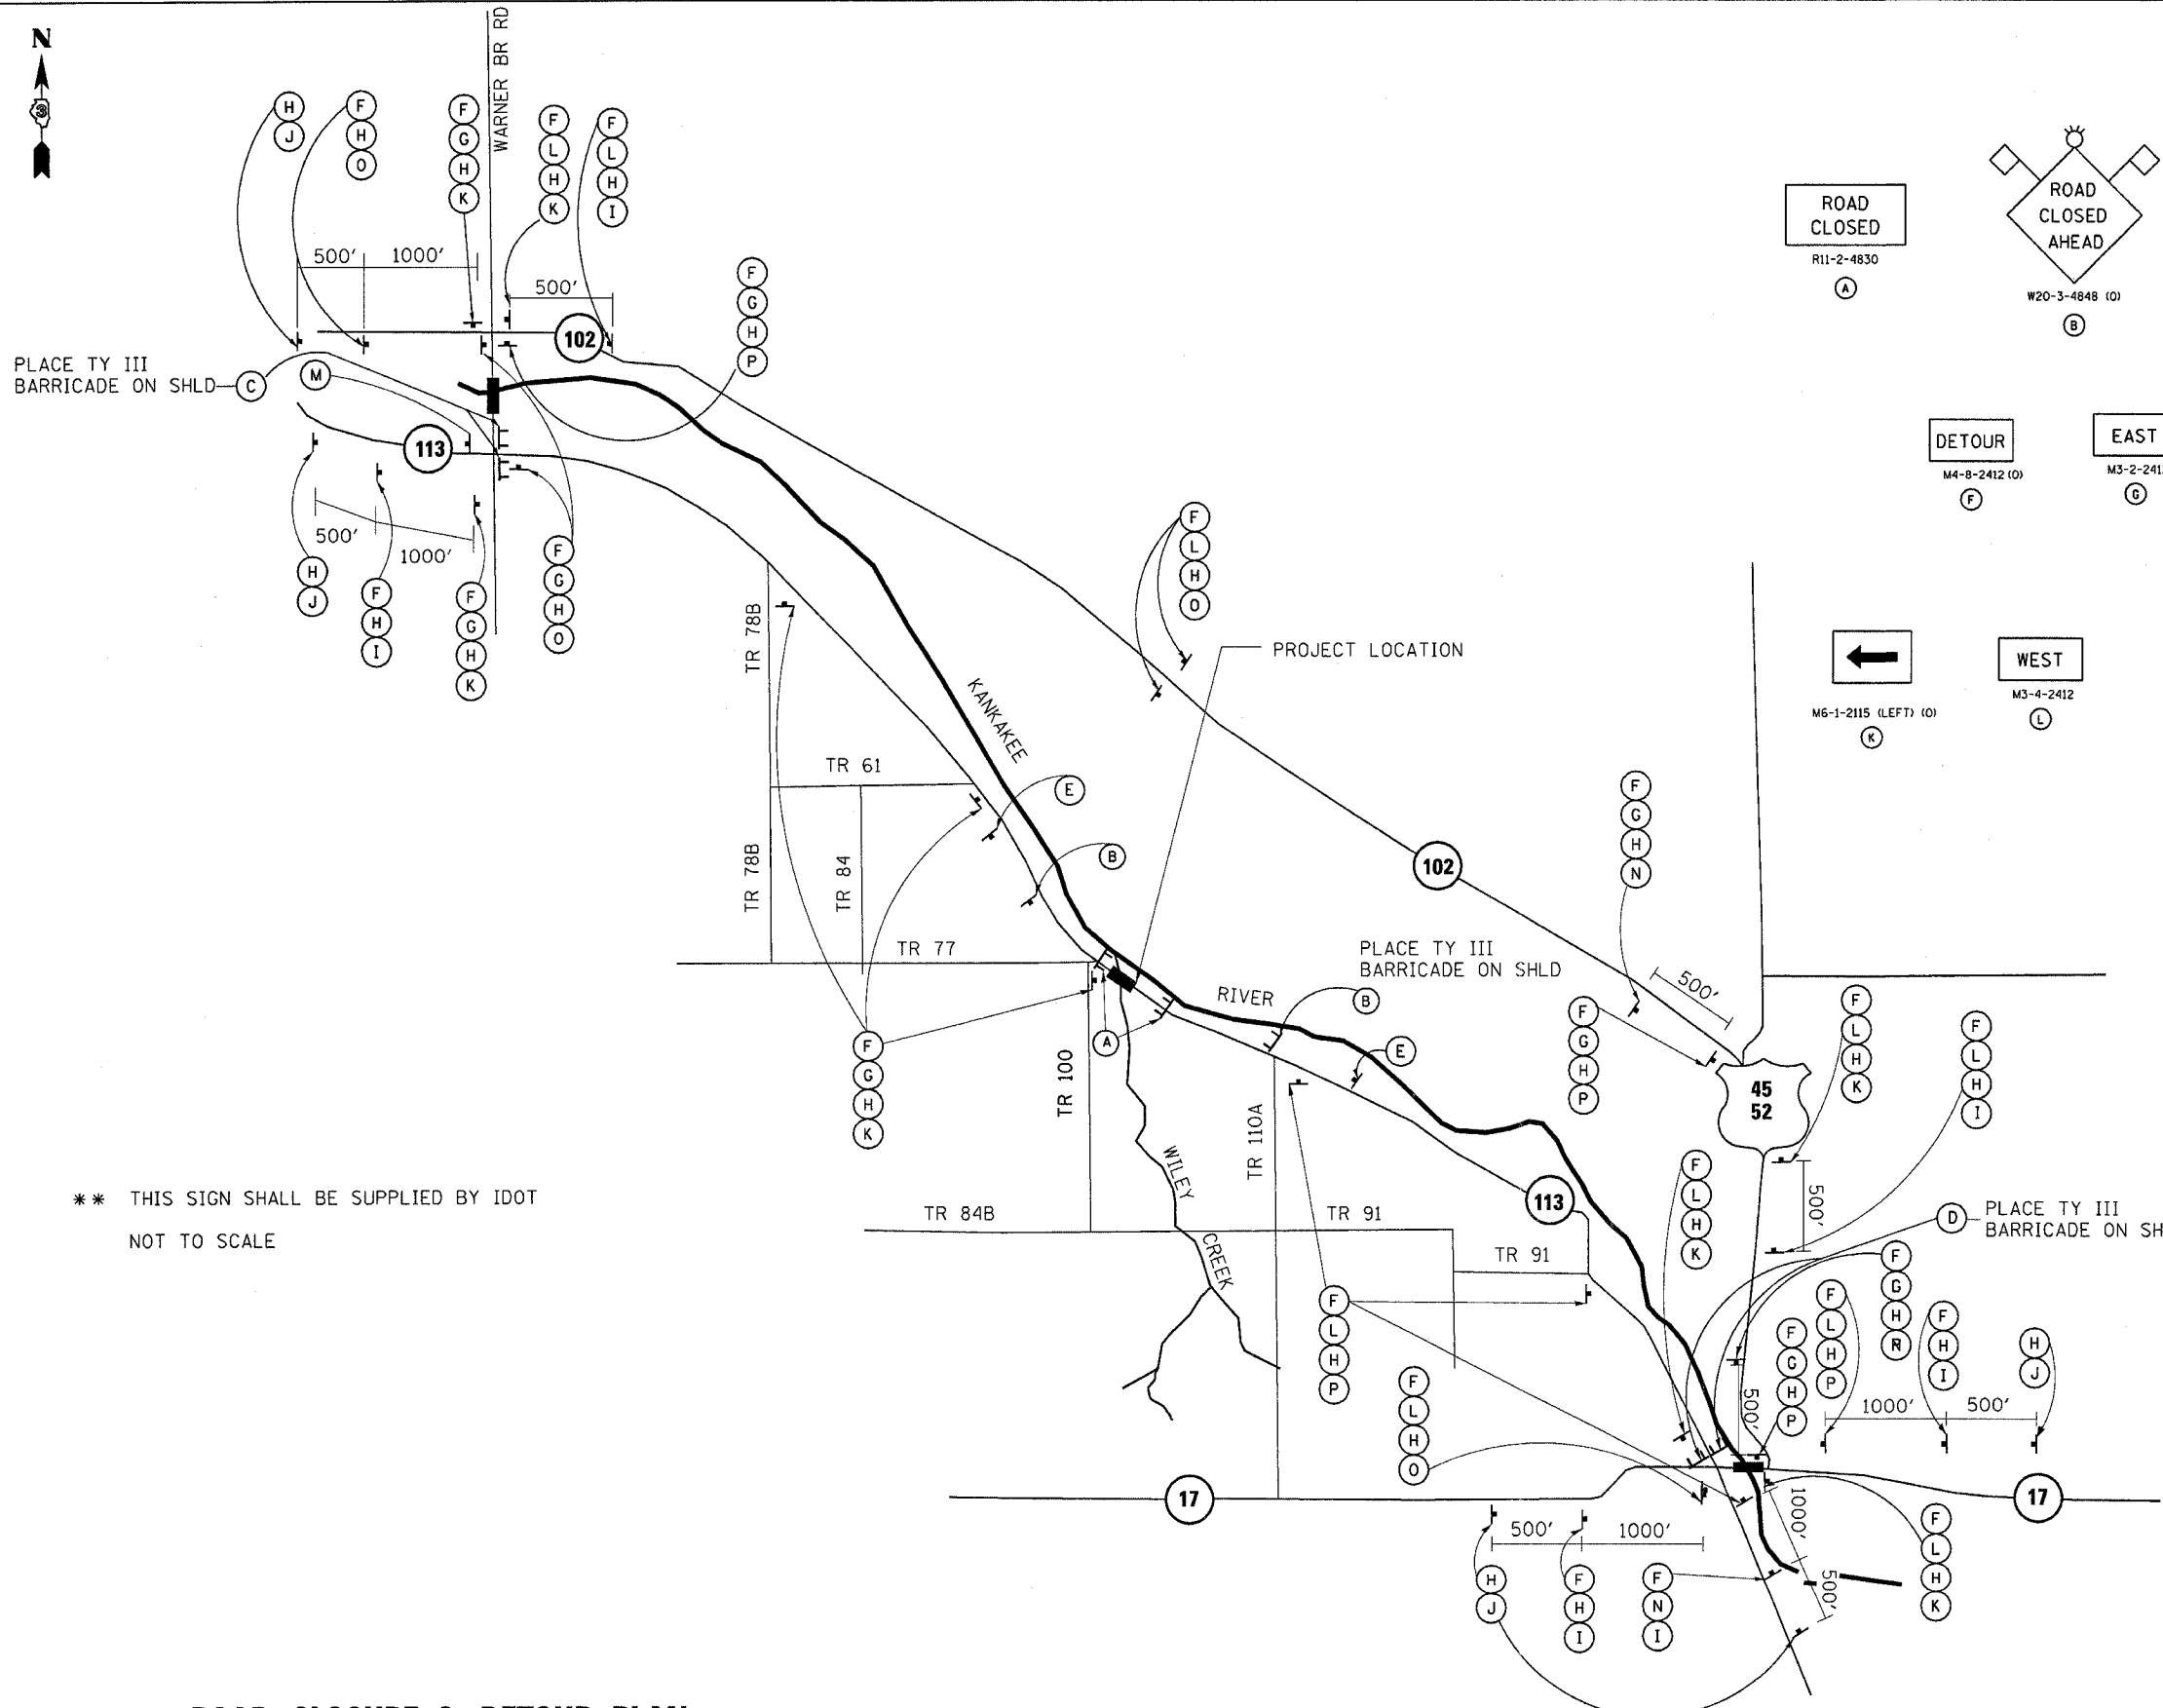 N
WARNER BR RD
H
J
F
H
O
F
G
H
K
F
L
H
K
F
L
H
I
500' 1000'
500'
F
G
H
P
102
PLACE TY III
BARRICADE ON SHLD C
M
113
500'
1000'
H
J
F
H
I
F
G
H
K
F
G
H
O
ROAD
CLOSED
R11-2-4830
A
ROAD
CLOSED
AHEAD
W20-3-4848 (O)
B
DETOUR
M4-8-2412 (O)
F
EAST
G
WEST
M3-4-2412
L
M6-1-2115 (LEFT) (O)
K
F
L
H
O
PROJECT LOCATION
TR 78B
KANKAKEE
TR 61
E
B
TR 78B
TR 84
TR 77
102
F
G
H
N
PLACE TY III
BARRICADE ON SHLD
500'
RIVER
B
F
G
H
P
E
A
F
G
H
K
TR 100
TR 110A
45
52
F
L
H
K
F
L
H
I
500'
WILEY
CREEK
113
F
L
H
K
D PLACE TY III
BARRICADE ON SH
** THIS SIGN SHALL BE SUPPLIED BY IDOT
NOT TO SCALE
TR 84B
TR 91
TR 91
F
L
H
P
F
L
H
O
F
G
H
F
G
H
P
F
L
H
P
F
H
I
H
J
500'
1000' 500'
17
17
500' 1000'
1000'
500'
H
J
F
H
I
F
N
I
F
L
H
K
ROAD CLOSURE & DETOUR PLAN